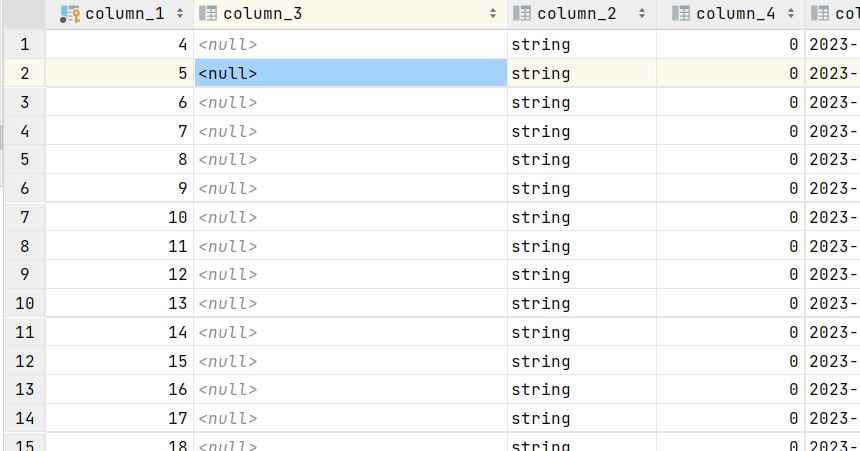 column_1 column_3 column_2 column_4 col
1 4 <null> string 0 2023-
2 5 <null> string 0 2023-
3 6 <null> string 0 2023-
4 7 <null> string 0 2023-
5 8 <null> string 0 2023-
6 9 <null> string 0 2023-
7 10 <null> string 0 2023-
8 11 <null> string 0 2023-
9 12 <null> string 0 2023-
10 13 <null> string 0 2023-
11 14 <null> string 0 2023-
12 15 <null> string 0 2023-
13 16 <null> string 0 2023-
14 17 <null> string 0 2023-
15 18 <null> string 0 2023-